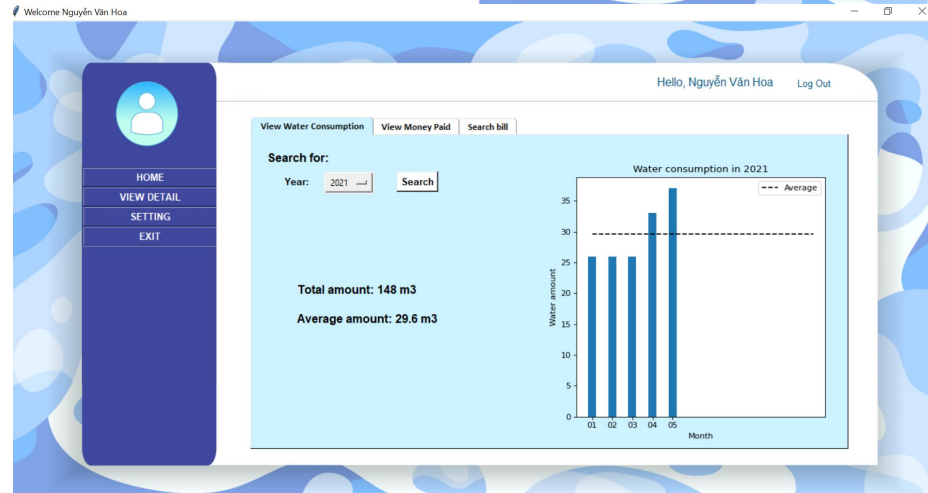 Welcome Nguyễn Văn Hoa
Hello, Nguyễn Văn Hoa Log Out
HOME
VIEW DETAIL
SETTING
EXIT
View Water Consumption View Money Paid Search bill
Search for:
Year: 2021 Search
Total amount: 148 m3
Average amount: 29.6 m3
Water consumption in 2021
Average
Water amount
35
30
25
20
15
10
5
0
01 02 03 04 05
Month